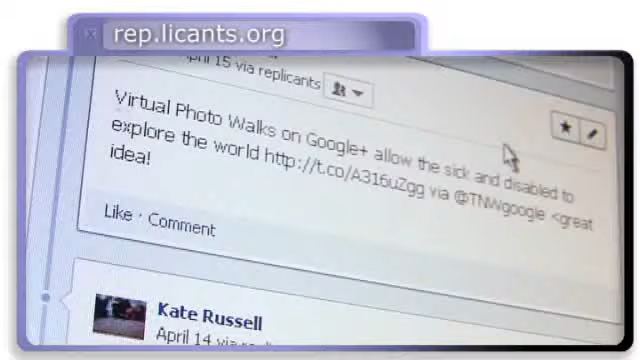 rep.licants.org
April 15 via replicants
Virtual Photo Walks on Google+ allow the sick and disabled to
explore the world http://t.co/A316uZgg via @TNWgoogle <great
idea!
Like · Comment
Kate Russell
April 14 via